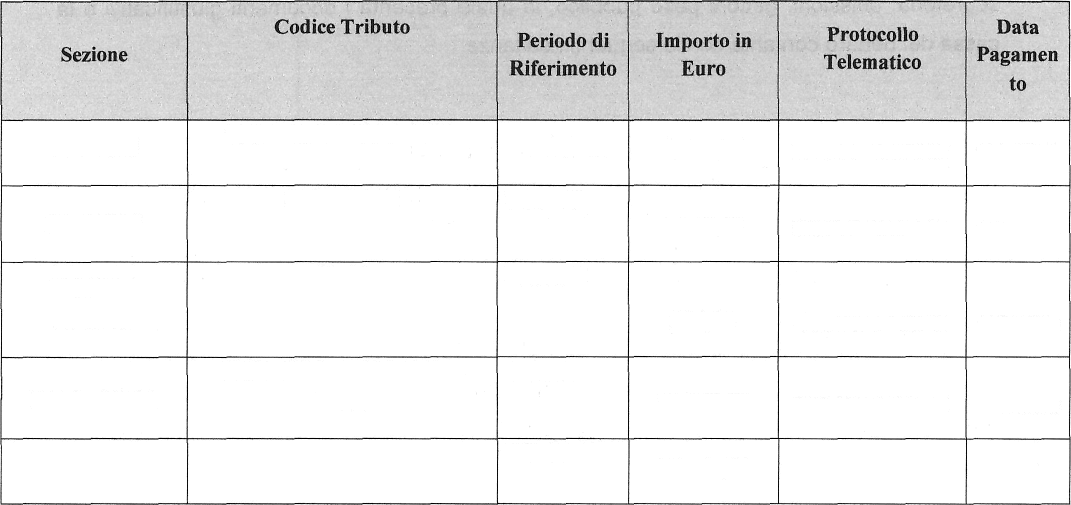 Sezione
Codice Tributo
Periodo di
Riferimento
Importo in
Euro
Protocollo
Telematico
Data
Pagamen
to